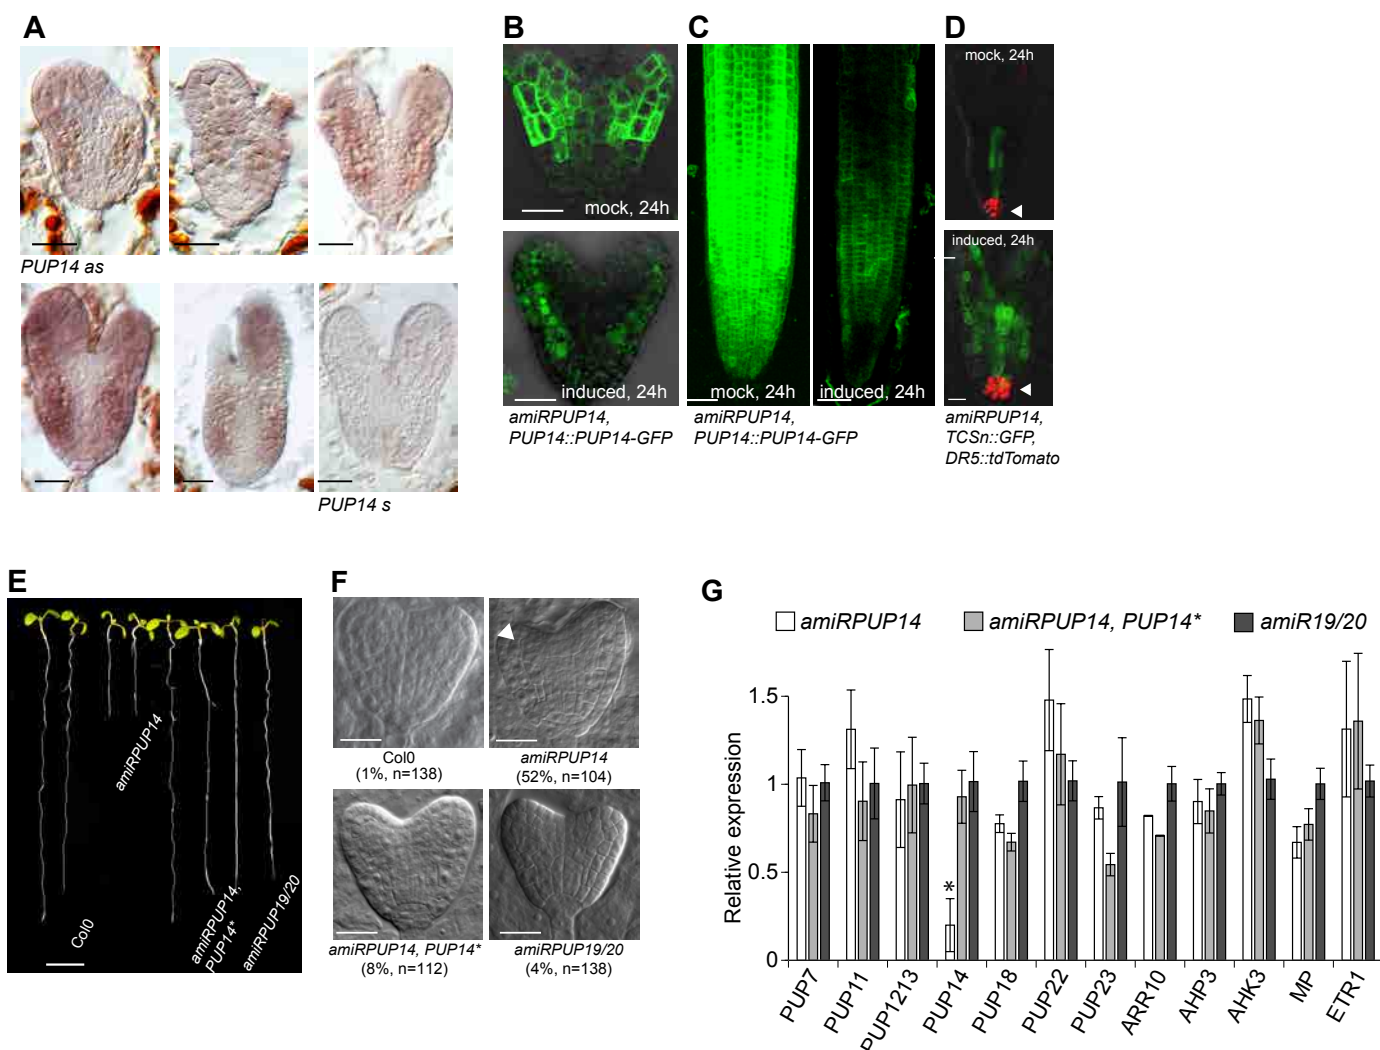 A
B
C
D
mock, 24h
induced, 24h
mock, 24h
induced, 24h
mock, 24h
induced, 24h
PUP14 as
PUP14 s
amiRPUP14,
PUP14::PUP14-GFP
amiRPUP14,
PUP14::PUP14-GFP
amiRPUP14,
TCSn::GFP,
DR5::tdTomato
E
Col0
amiRPUP14
amiRPUP14,
PUP14*
amiRPUP19/20
F
Col0
(1%, n=138)
amiRPUP14
(52%, n=104)
amiRPUP14, PUP14*
(8%, n=112)
amiRPUP19/20
(4%, n=138)
G
amiRPUP14
amiRPUP14, PUP14*
amiR19/20
Relative expression
1.5
1
0.5
0
*
PUP7
PUP11
PUP1213
PUP14
PUP18
PUP22
PUP23
ARR10
AHP3
AHK3
MP
ETR1